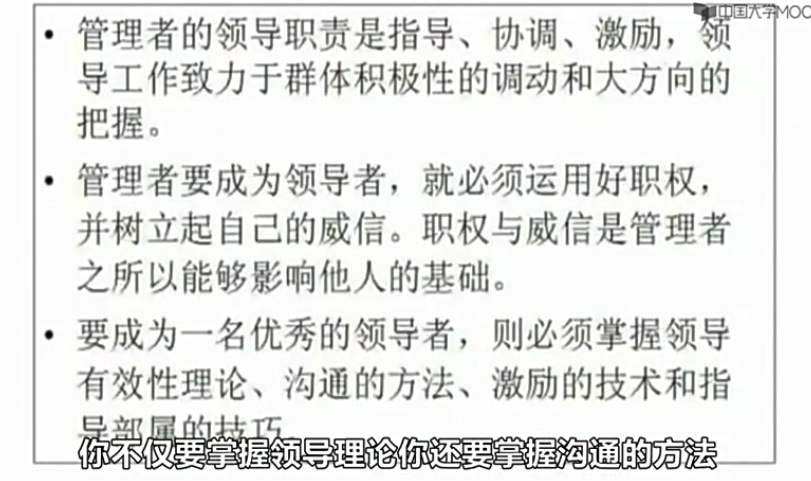 中国大学MOO
• 管理者的领导职责是指导、协调、激励，领
导工作致力于群体积极性的调动和大方向的
把握。
• 管理者要成为领导者，就必须运用好职权，
并树立起自己的威信。职权与威信是管理者
之所以能够影响他人的基础。
• 要成为一名优秀的领导者，则必须掌握领导
有效性理论、沟通的方法、激励的技术和指
导部属的技巧
你不仅要掌握领导理论你还要掌握沟通的方法